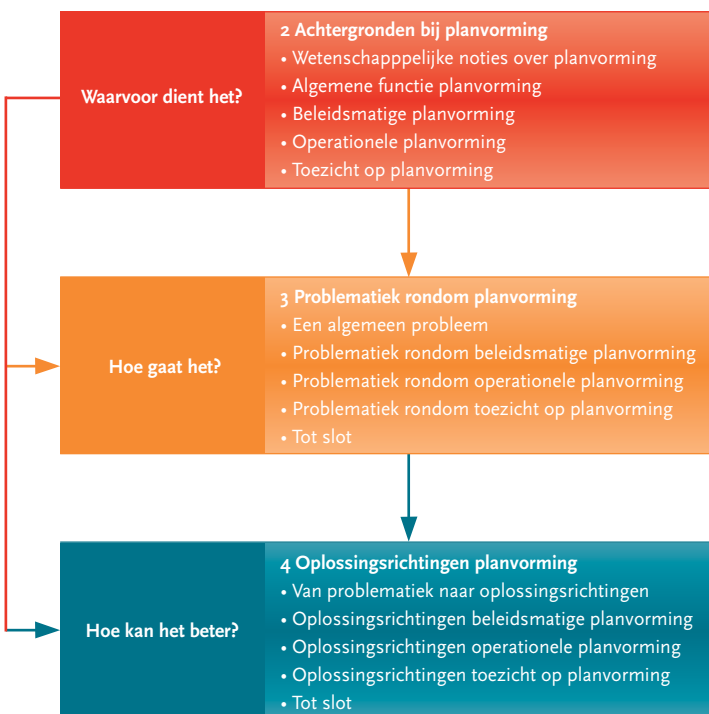 Waarvoor dient het?
2 Achtergronden bij planvorming
• Wetenschapppelijke noties over planvorming
• Algemene functie planvorming
• Beleidsmatige planvorming
• Operationele planvorming
• Toezicht op planvorming
Hoe gaat het?
3 Problematiek rondom planvorming
• Een algemeen probleem
• Problematiek rondom beleidsmatige planvorming
• Problematiek rondom operationele planvorming
• Problematiek rondom toezicht op planvorming
• Tot slot
Hoe kan het beter?
4 Oplossingsrichtingen planvorming
• Van problematiek naar oplossingsrichtingen
• Oplossingsrichtingen beleidsmatige planvorming
• Oplossingsrichtingen operationele planvorming
• Oplossingsrichtingen toezicht op planvorming
• Tot slot